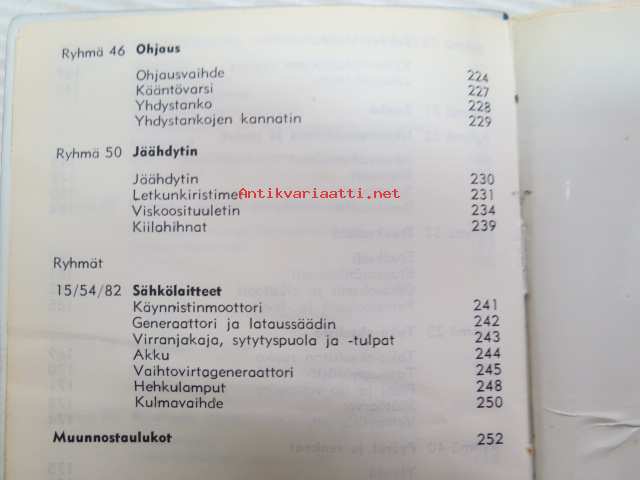 Ryhmä 46 Ohjaus
Ohjausvaihde 224
Kääntövarsi 227
Yhdystanko 228
Yhdystankojen kannatin 229
Ryhmä 50 Jäähdytin
Jäähdytin 230
Letkunkiristimet 231
Antikvariaatti.net
Viskoosituuletin 234
Kiilahihnat 239
Ryhmät
15/54/82 Sähkölaitteet
Käynnistinmoottori 241
Generaattori ja lataussäädin 242
Virranjakaja, sytytyspuola ja -tulpat 243
Akku 244
Vaihtovirtageneraattori 245
Hehkulamput 248
Kulmavaihde 250
Muunnostaulukot 252